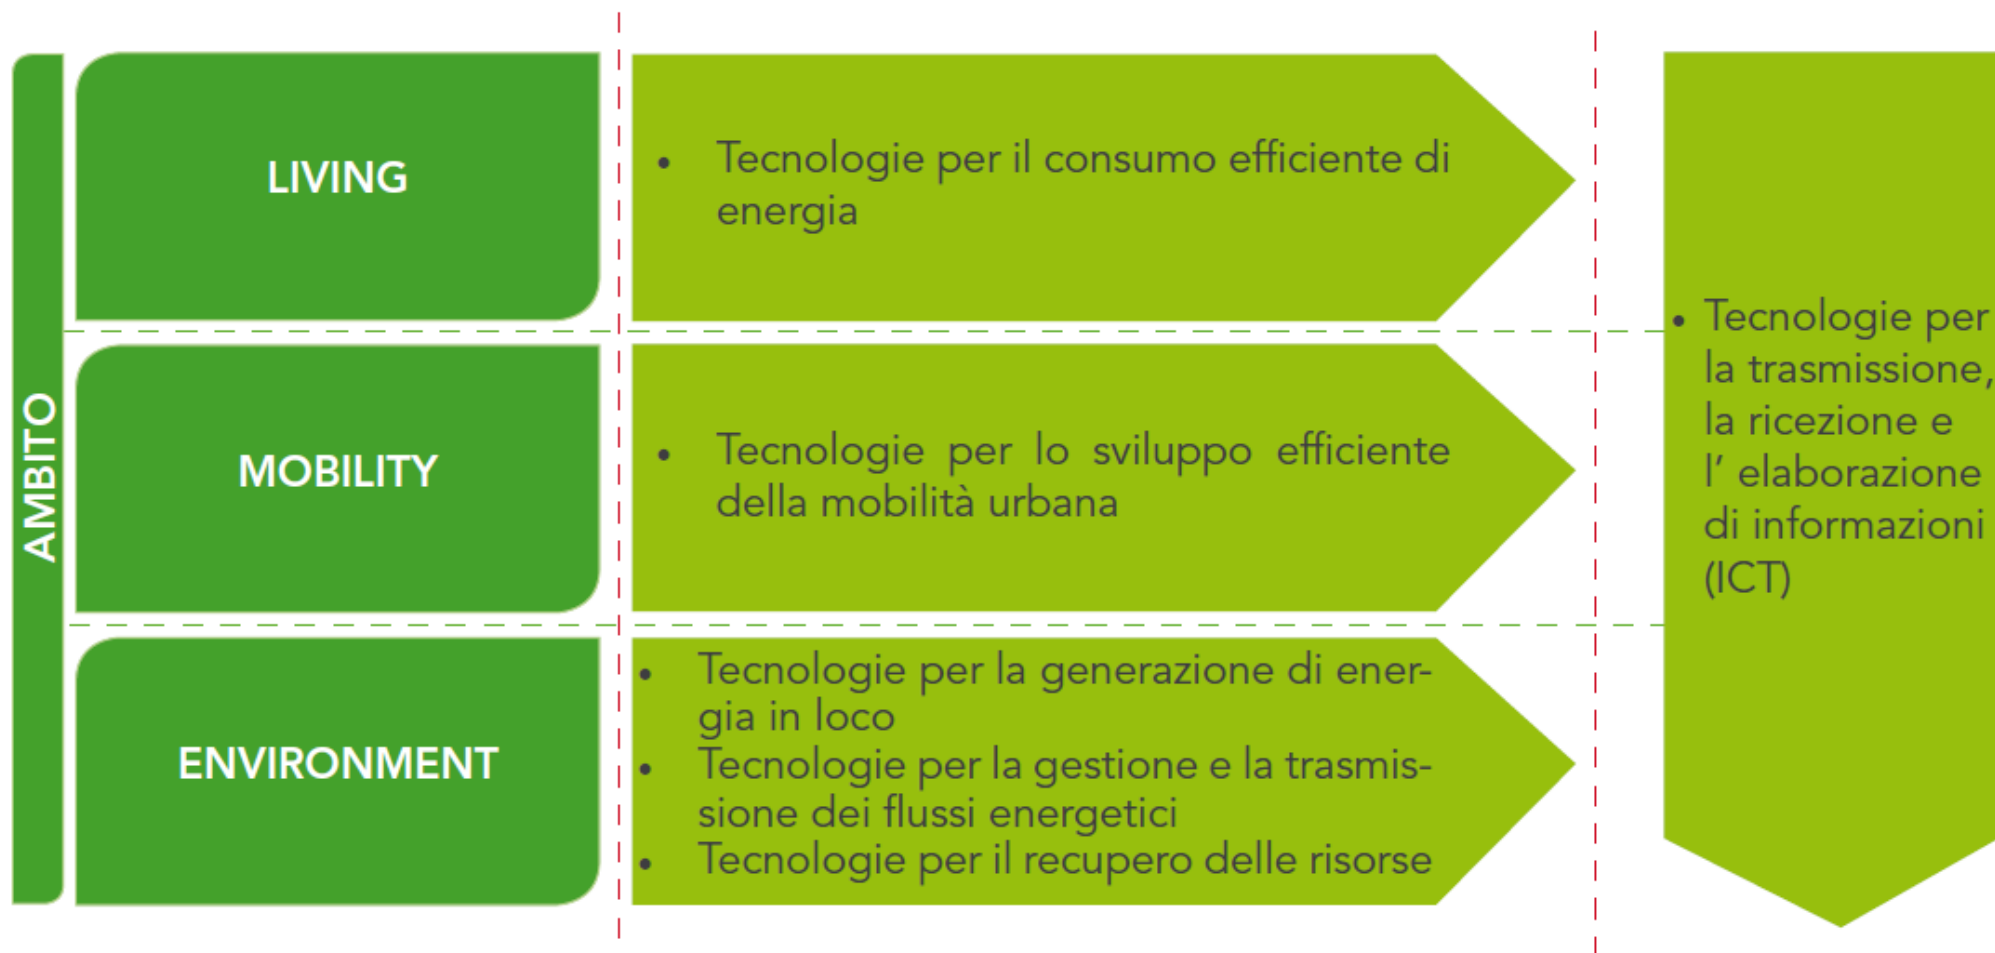 AMBITO
LIVING
• Tecnologie per il consumo efficiente di
energia
MOBILITY
• Tecnologie per lo sviluppo efficiente
della mobilità urbana
ENVIRONMENT
• Tecnologie per la generazione di ener-
gia in loco
• Tecnologie per la gestione e la trasmis-
sione dei flussi energetici
• Tecnologie per il recupero delle risorse
• Tecnologie per
la trasmissione,
la ricezione e
l’ elaborazione
di informazioni
(ICT)